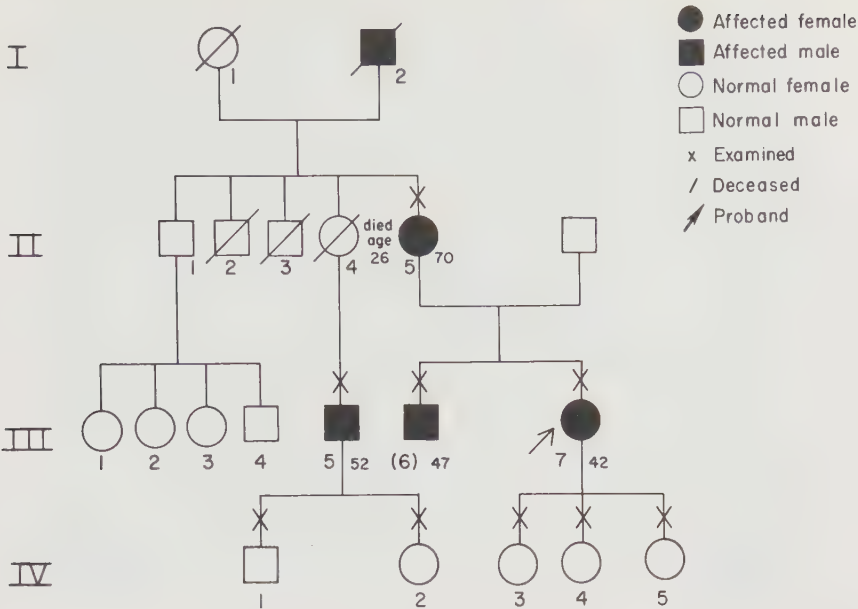 I
1
2
Affected female
Affected male
Normal female
Normal male
x Examined
/ Deceased
Proband
II
1
2
3
4
died
age
26
5
70
III
1
2
3
4
5
52
(6)
47
7
42
IV
1
2
3
4
5